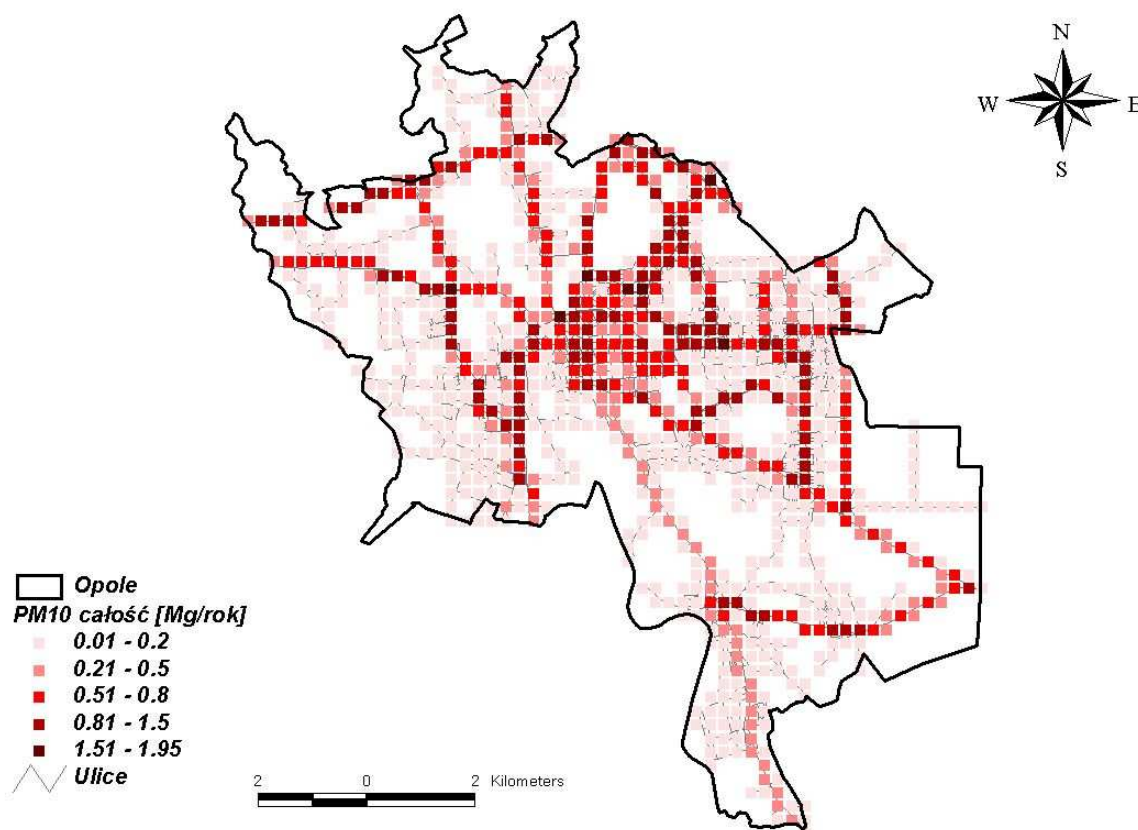 N
W
E
S
Opole
PM10 całość [Mg/rok]
0.01 - 0.2
0.21 - 0.5
0.51 - 0.8
0.81 - 1.5
1.51 - 1.95
Ulice
2 0 2 Kilometers